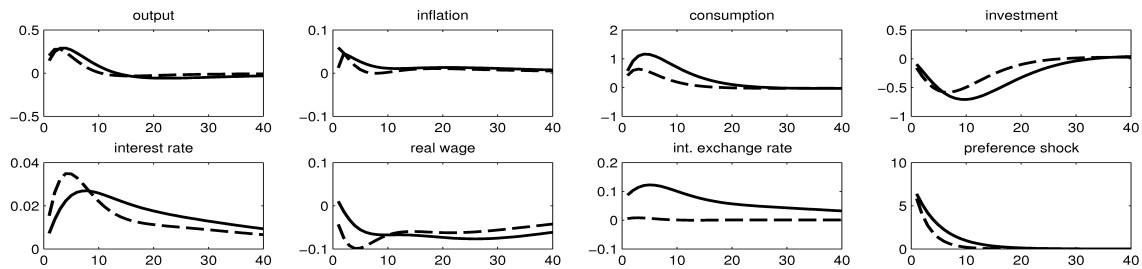 output
0.5
0
−0.5
0 10 20 30 40
inflation
0.1
0
−0.1
0 10 20 30 40
consumption
2
1
0
−1
0 10 20 30 40
investment
0.5
0
−0.5
−1
0 10 20 30 40
interest rate
0.04
0.02
0
0 10 20 30 40
real wage
0.1
0
−0.1
0 10 20 30 40
int. exchange rate
0.2
0.1
0
−0.1
0 10 20 30 40
preference shock
10
5
0
0 10 20 30 40